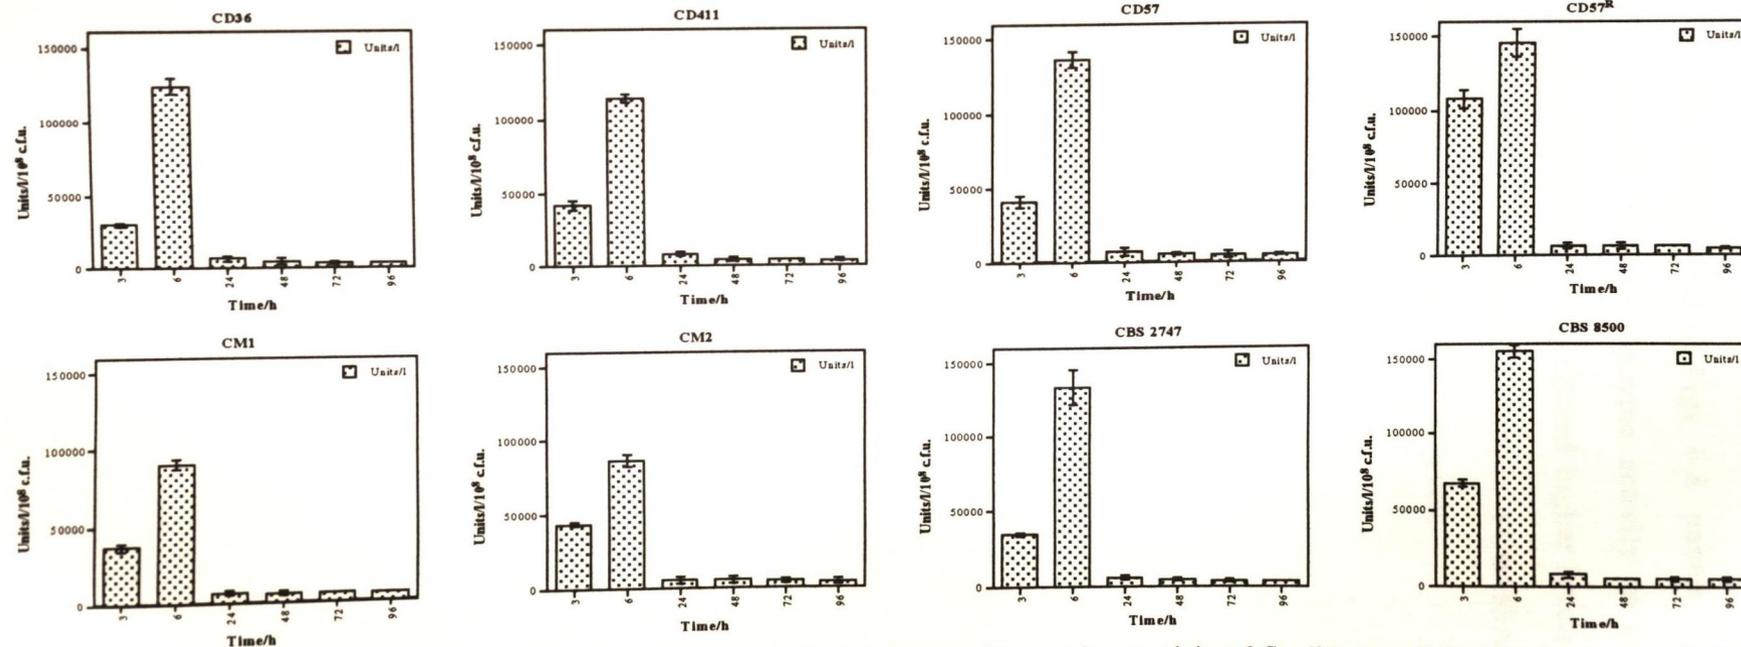 CD36
Units/l/10⁸ c.f.u.
150000
100000
50000
0
Units/l
3 6 24 48 72 96
Time/h
CD411
Units/l/10⁸ c.f.u.
150000
100000
50000
0
Units/l
3 6 24 48 72 96
Time/h
CD57
Units/l/10⁸ c.f.u.
150000
100000
50000
0
Units/l
3 6 24 48 72 96
Time/h
CD57ᴿ
Units/l/10⁸ c.f.u.
150000
100000
50000
0
Units/l
3 6 24 48 72 96
Time/h
CM1
Units/l/10⁸ c.f.u.
150000
100000
50000
0
Units/l
3 6 24 48 72 96
Time/h
CM2
Units/l/10⁸ c.f.u.
150000
100000
50000
0
Units/l
3 6 24 48 72 96
Time/h
CBS 2747
Units/l/10⁸ c.f.u.
150000
100000
50000
0
Units/l
3 6 24 48 72 96
Time/h
CBS 8500
Units/l/10⁸ c.f.u.
150000
100000
50000
0
Units/l
3 6 24 48 72 96
Time/h